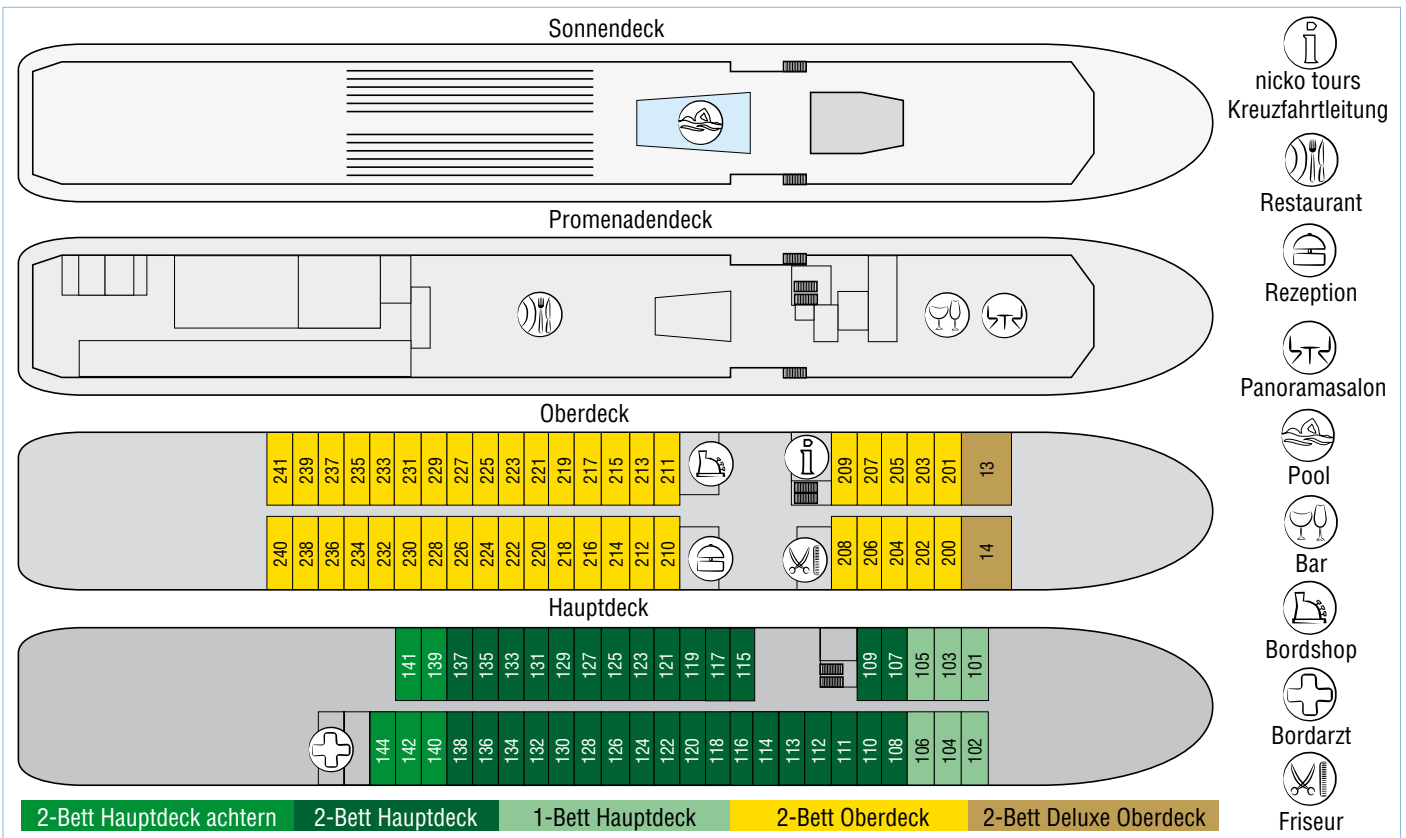 Sonnendeck
Promenadendeck
Oberdeck
241 239 237 235 233 231 229 227 225 223 221 219 217 215 213 211 209 207 205 203 201 13
240 238 236 234 232 230 228 226 224 222 220 218 216 214 212 210 208 206 204 202 200 14
Hauptdeck
141 139 137 135 133 131 129 127 125 123 121 119 117 115 109 107 105 103 101
144 142 140 138 136 134 132 130 128 126 124 122 120 118 116 114 113 112 111 110 108 106 104 102
2-Bett Hauptdeck achtern 2-Bett Hauptdeck 1-Bett Hauptdeck 2-Bett Oberdeck 2-Bett Deluxe Oberdeck
nicko tours
Kreuzfahrtleitung
Restaurant
Rezeption
Panoramasalon
Pool
Bar
Bordshop
Bordarzt
Friseur